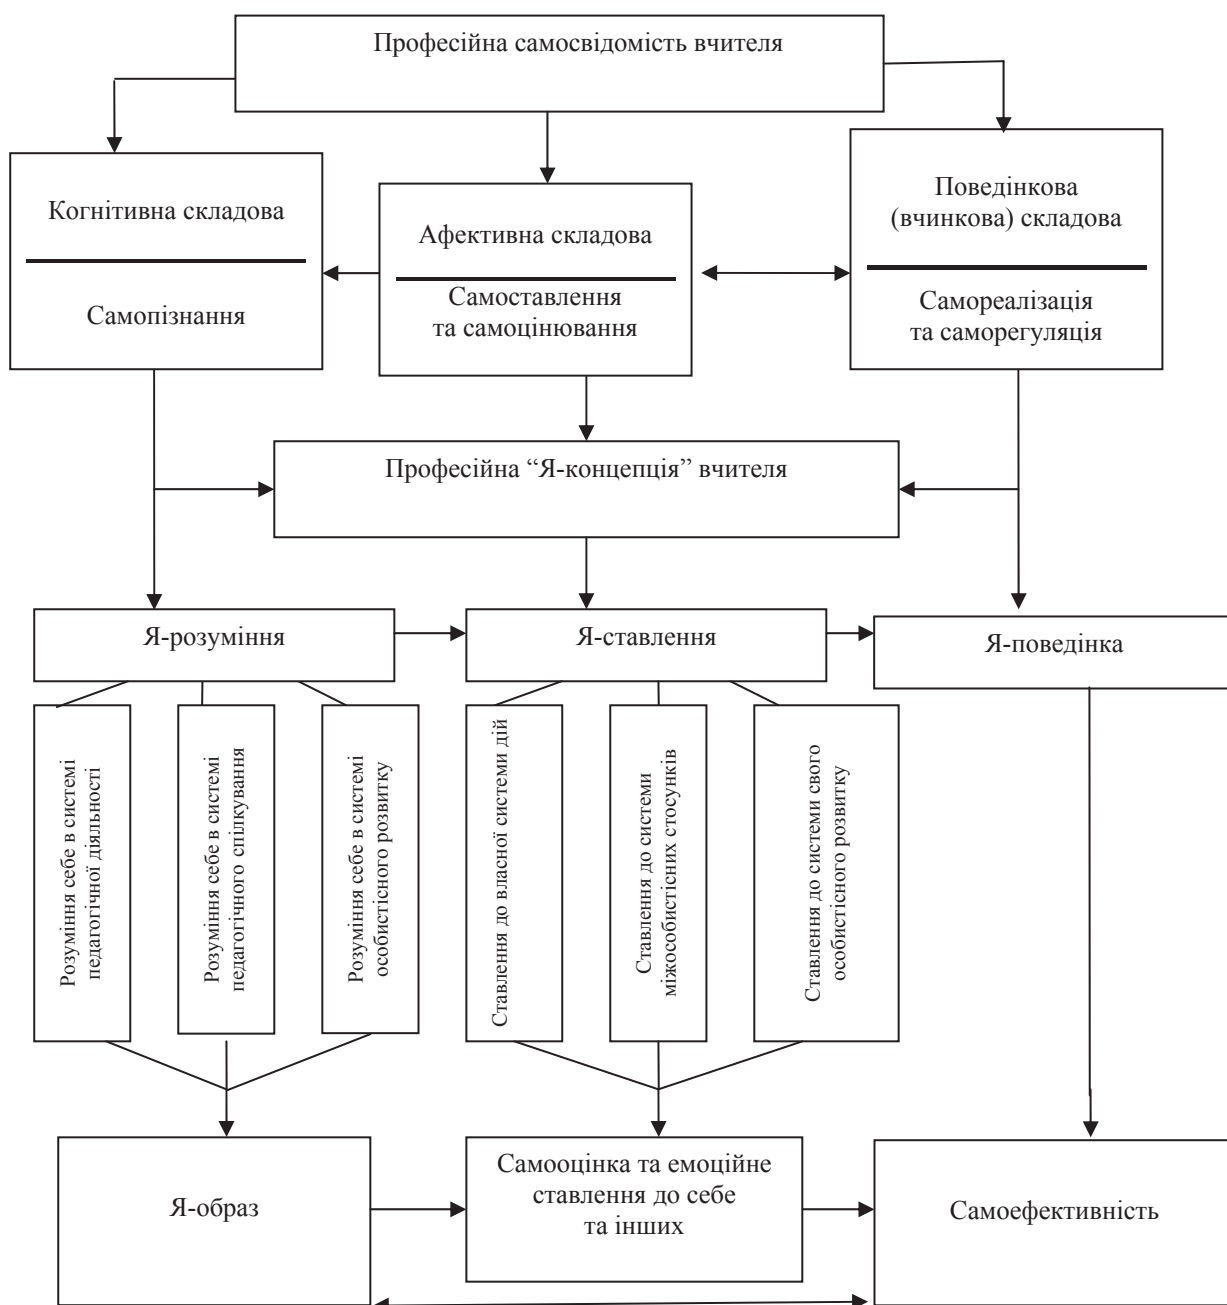 Професійна самосвідомість вчителя
Когнітивна складова
Самопізнання
Афективна складова
Самоставлення
та самоцінювання
Поведінкова
(вчинкова) складова
Самореалізація
та саморегуляція
Професійна “Я-концепція” вчителя
Я-розуміння
Я-ставлення
Я-поведінка
Розуміння себе в системі
педагогічної діяльності
Розуміння себе в системі
педагогічного спілкування
Розуміння себе в системі
особистісного розвитку
Ставлення до власної системи дій
Ставлення до системи
міжособистісних стосунків
Ставлення до системи свого
особистісного розвитку
Я-образ
Самооцінка та емоційне
ставлення до себе
та інших
Самоефективність